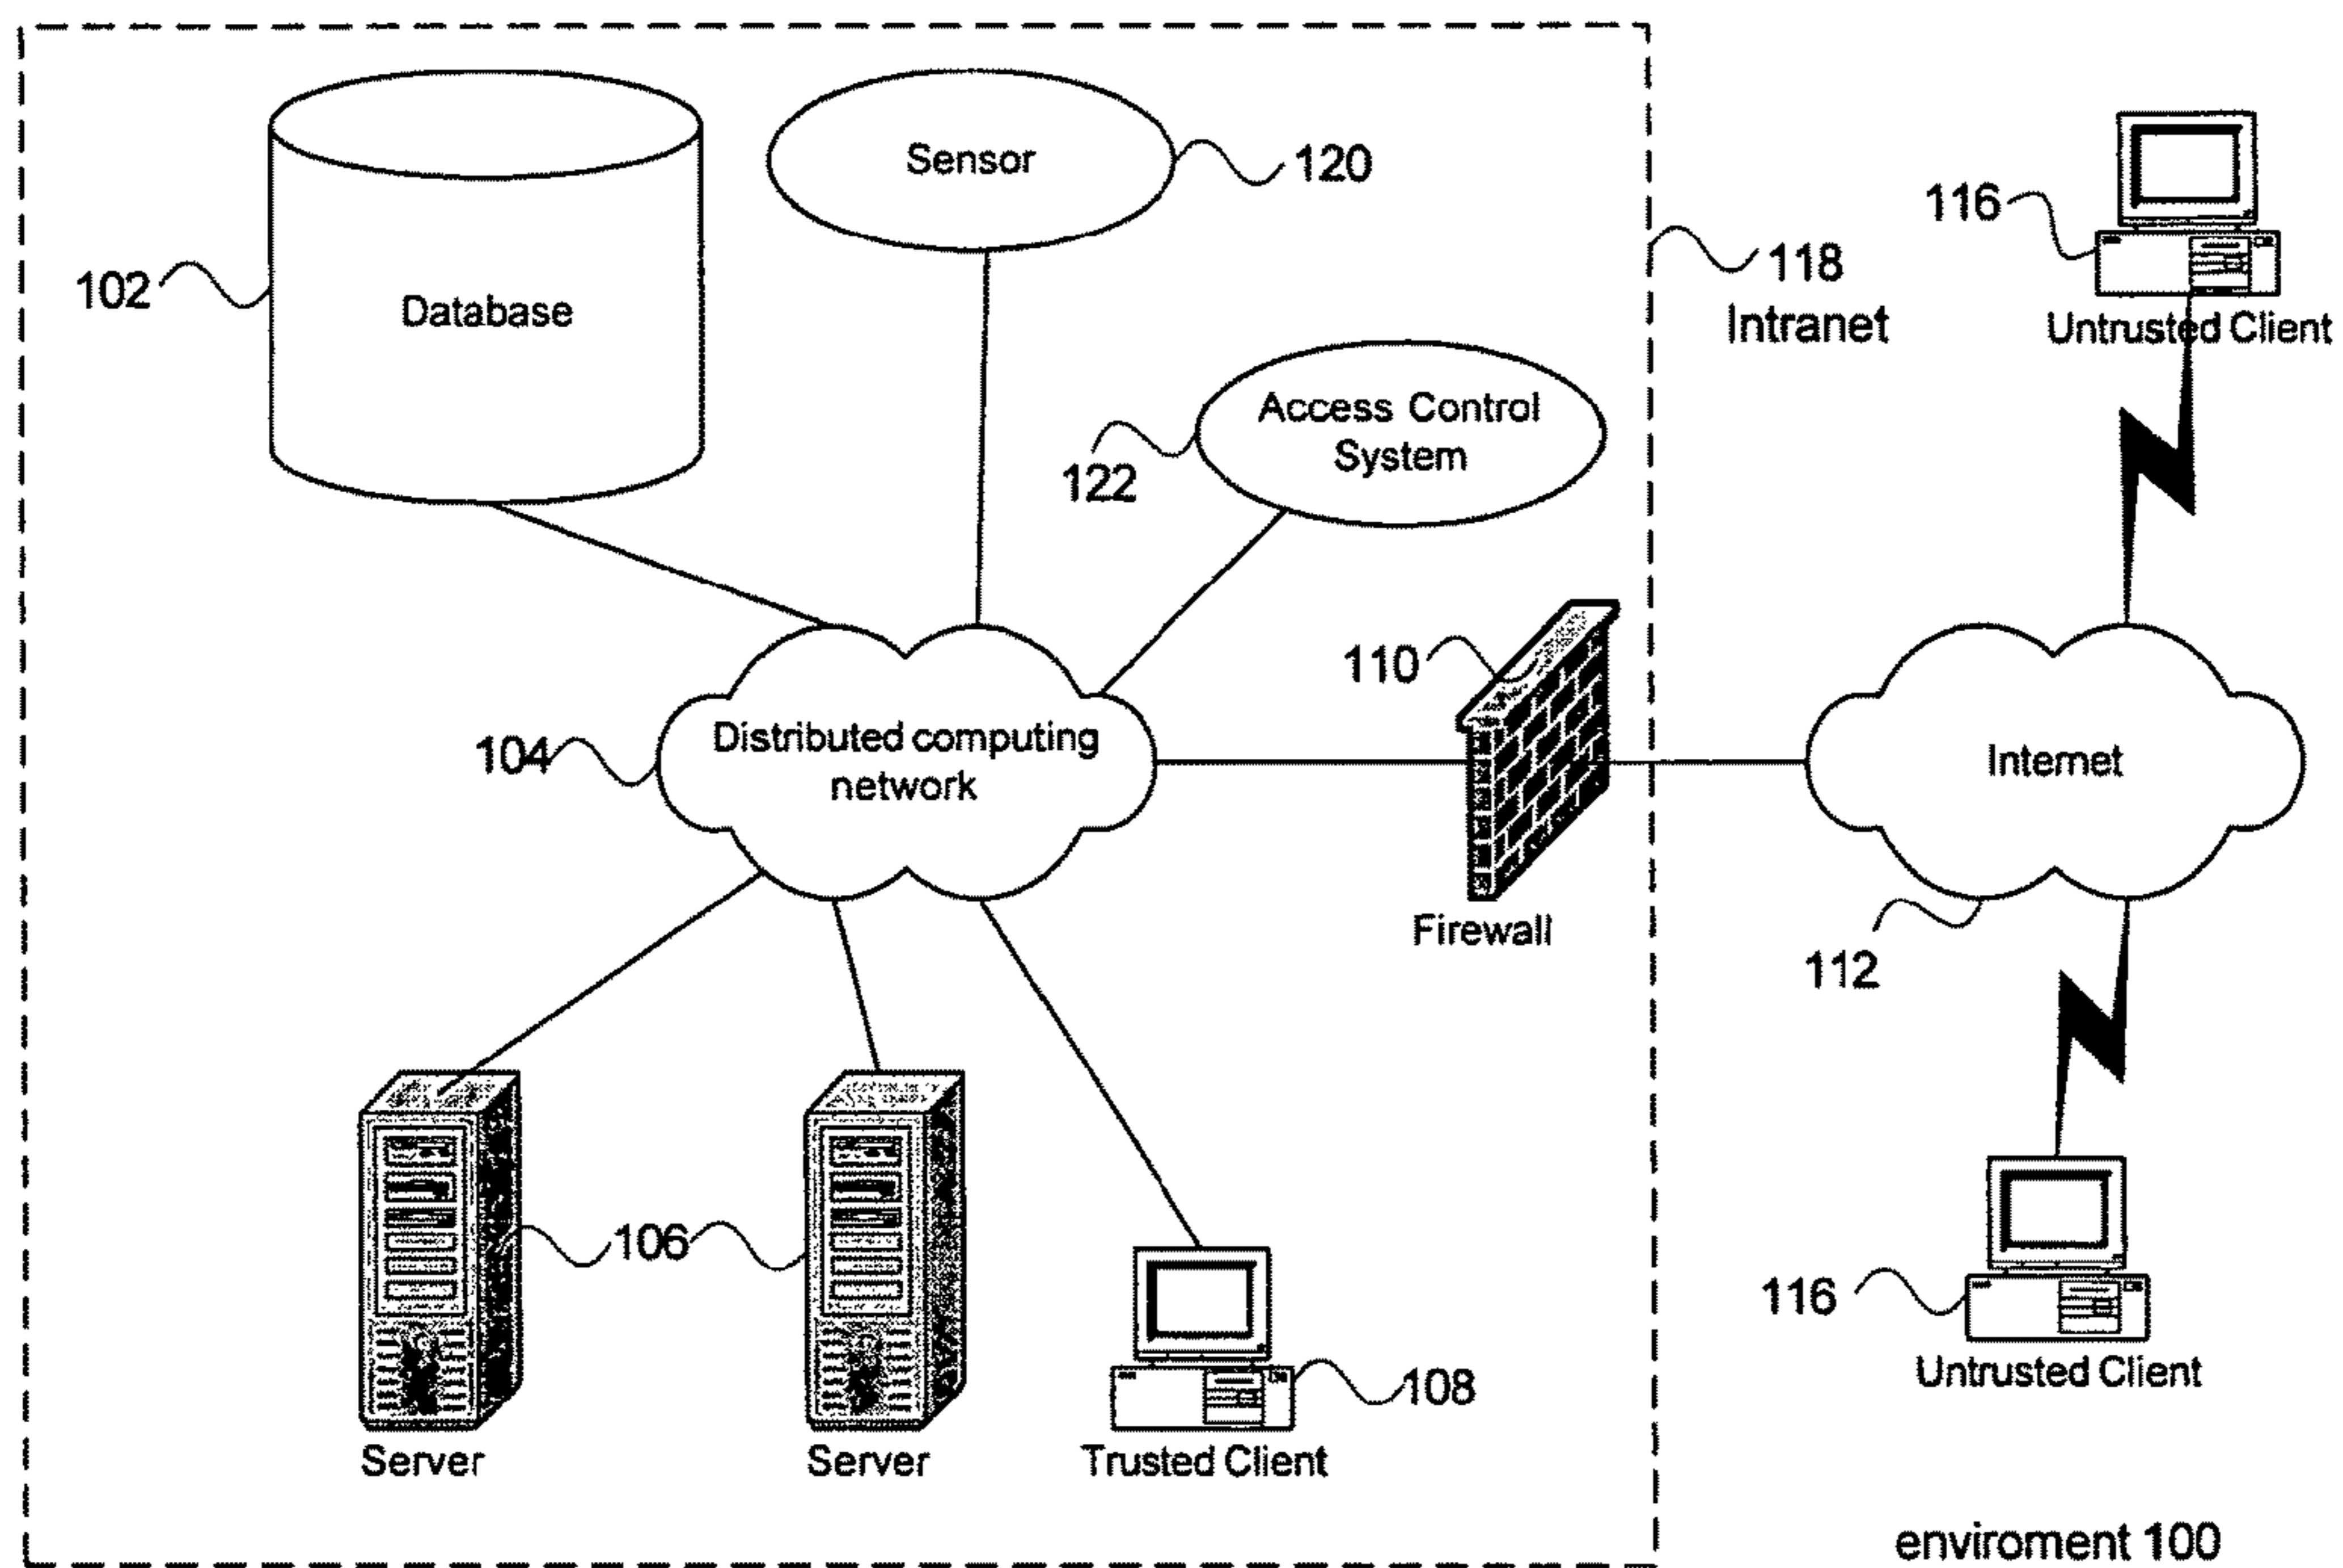 Sensor
120
116
102
Database
118
Intranet
Untrusted Client
Access Control
System
122
110
104
Distributed computing
network
Internet
Firewall
112
106
116
108
Untrusted Client
Server
Server
Trusted Client
enviroment 100